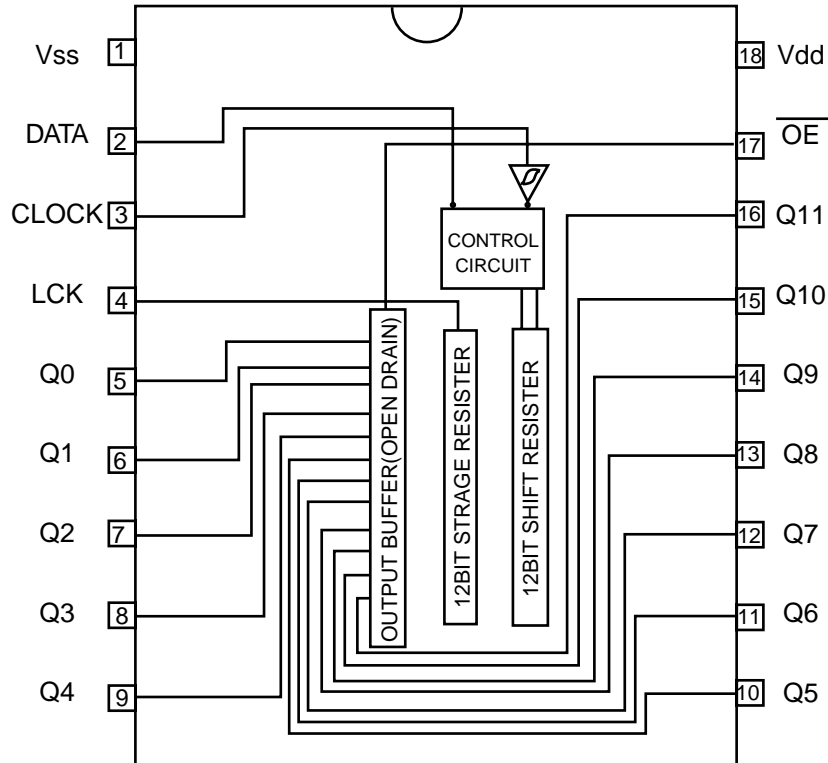 Vss 1
18 Vdd
DATA 2
17 OE
CLOCK 3
16 Q11
CONTROL
CIRCUIT
LCK 4
15 Q10
Q0 5
14 Q9
Q1 6
13 Q8
Q2 7
12 Q7
Q3 8
11 Q6
Q4 9
10 Q5
OUTPUT BUFFER(OPEN DRAIN)
12BIT STRAGE RESISTER
12BIT SHIFT RESISTER